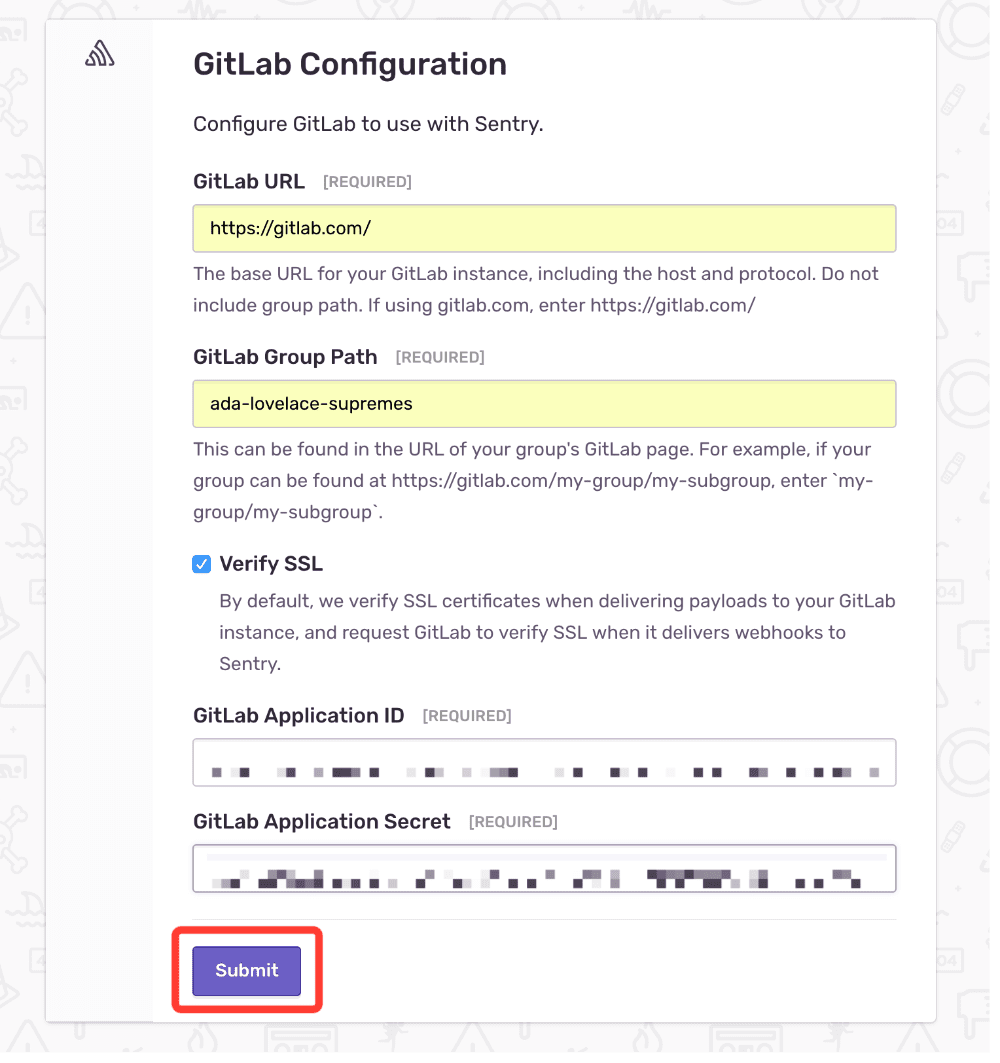 GitLab Configuration
Configure GitLab to use with Sentry.
GitLab URL [REQUIRED]
https://gitlab.com/
The base URL for your GitLab instance, including the host and protocol. Do not
include group path. If using gitlab.com, enter https://gitlab.com/
GitLab Group Path [REQUIRED]
ada-lovelace-supremes
This can be found in the URL of your group's GitLab page. For example, if your
group can be found at https://gitlab.com/my-group/my-subgroup, enter `my-
group/my-subgroup`.
Verify SSL
By default, we verify SSL certificates when delivering payloads to your GitLab
instance, and request GitLab to verify SSL when it delivers webhooks to
Sentry.
GitLab Application ID [REQUIRED]
GitLab Application Secret [REQUIRED]
Submit